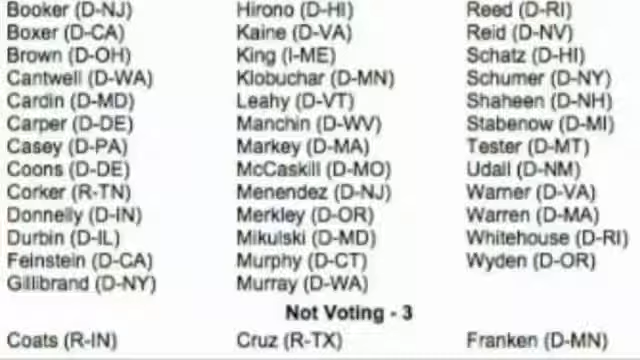 Booker (D-NJ) Hirono (D-HI) Reed (D-RI)
Boxer (D-CA) Kaine (D-VA) Reid (D-NV)
Brown (D-OH) King (I-ME) Schatz (D-HI)
Cantwell (D-WA) Klobuchar (D-MN) Schumer (D-NY)
Cardin (D-MD) Leahy (D-VT) Shaheen (D-NH)
Carper (D-DE) Manchin (D-WV) Stabenow (D-MI)
Casey (D-PA) Markey (D-MA) Tester (D-MT)
Coons (D-DE) McCaskill (D-MO) Udall (D-NM)
Corker (R-TN) Menendez (D-NJ) Warner (D-VA)
Donnelly (D-IN) Merkley (D-OR) Warren (D-MA)
Durbin (D-IL) Mikulski (D-MD) Whitehouse (D-RI)
Feinstein (D-CA) Murphy (D-CT) Wyden (D-OR)
Gillibrand (D-NY) Murray (D-WA)
Not Voting - 3
Coats (R-IN) Cruz (R-TX) Franken (D-MN)